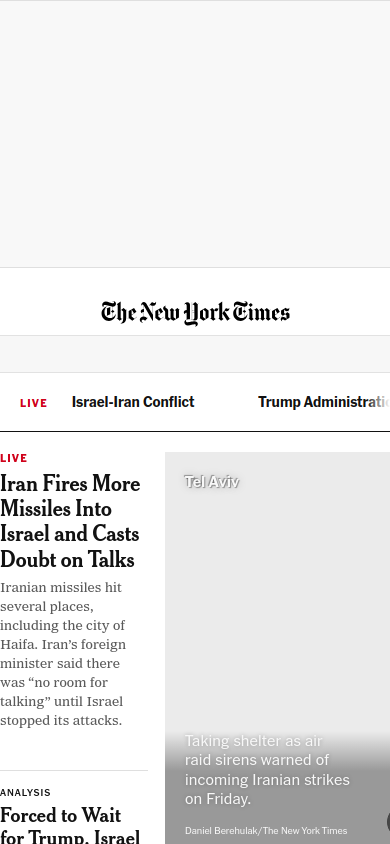 The New York Times
LIVE
Israel-Iran Conflict
Trump Administratio
LIVE
Iran Fires More
Missiles Into
Israel and Casts
Doubt on Talks
Iranian missiles hit
several places,
including the city of
Haifa. Iran’s foreign
minister said there
was “no room for
talking” until Israel
stopped its attacks.
ANALYSIS
Forced to Wait
for Trump, Israel
Tel Aviv
Taking shelter as air
raid sirens warned of
incoming Iranian strikes
on Friday.
Daniel Berehulak/The New York Times